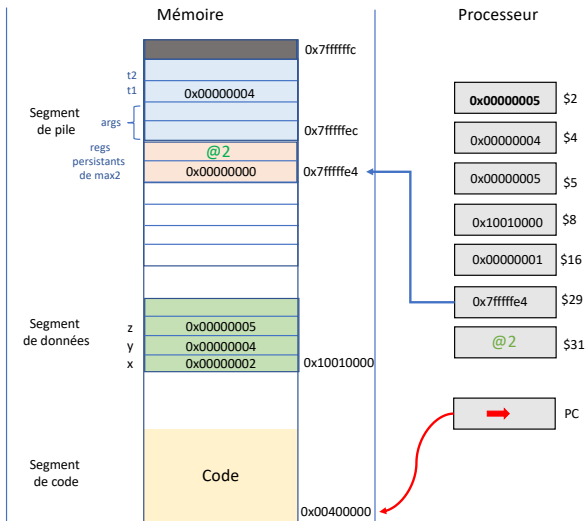 Mémoire
Processeur
0x7ffffffc
t2
t1
0x00000004
Segment
de pile
args
0x7fffffec
regs
persistants
de max2
@2
0x00000000
0x7fffffe4
0x00000005
$2
0x00000004
$4
0x00000005
$5
0x10010000
$8
0x00000001
$16
0x7fffffe4
$29
@2
$31
PC
Segment
de données
z
0x00000005
y
0x00000004
x
0x00000002
0x10010000
Segment
de code
Code
0x00400000